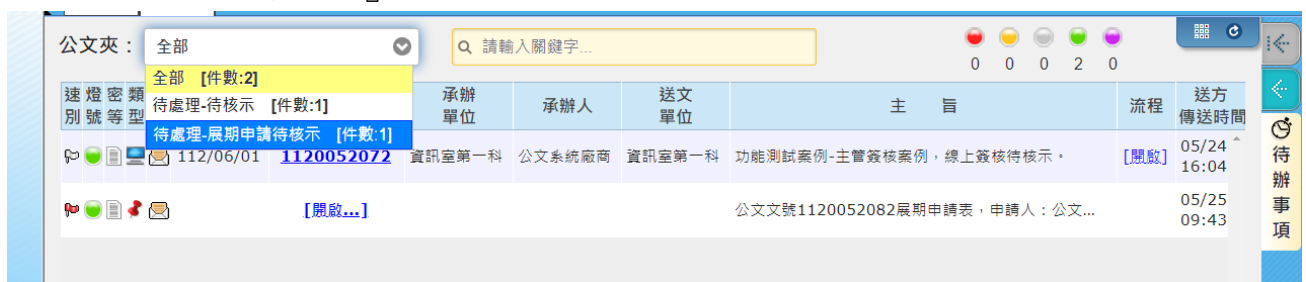 公文夾： 全部 請輸入關鍵字...
0 0 0 2 0
全部 [件數:2]
待處理-待核示 [件數:1]
待處理-展期申請待核示 [件數:1]
速別 燈號 密等 類型 承辦單位 承辦人 送文單位 主 旨 流程 送方傳送時間
112/06/01 1120052072 資訊室第一科 公文系統廠商 資訊室第一科 功能測試案例-主管簽核案例，線上簽核待核示。 [開啟] 05/24 16:04
[開啟...] 公文文號1120052082展期申請表，申請人：公文... 05/25 09:43
待辦事項